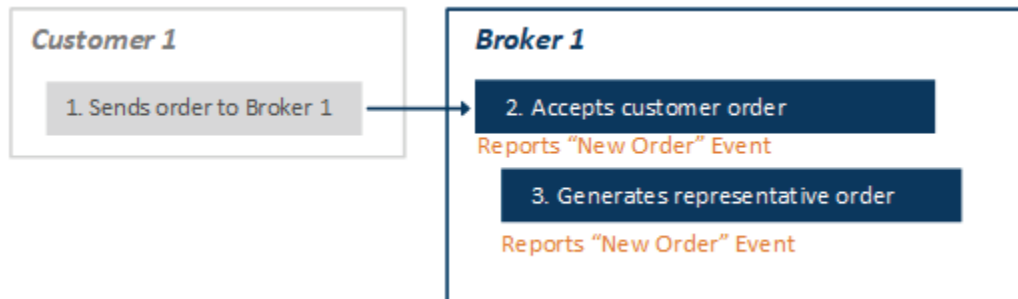 Customer 1
1. Sends order to Broker 1
Broker 1
2. Accepts customer order
Reports “New Order” Event
3. Generates representative order
Reports “New Order” Event